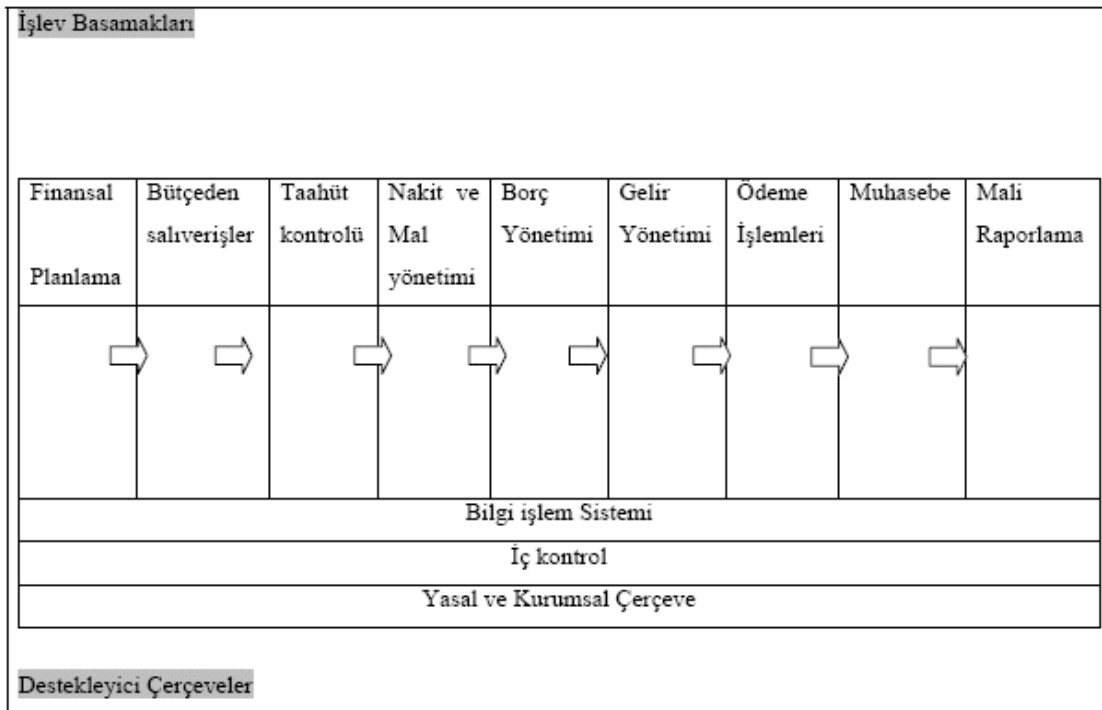 İşlev Basamakları
Finansal
Planlama
Bütçeden
salıverişler
Taahüt
kontrolü
Nakit ve
Mal
yönetimi
Borç
Yönetimi
Gelir
Yönetimi
Ödeme
İşlemleri
Muhasebe
Mali
Raporlama
Bilgi işlem Sistemi
İç kontrol
Yasal ve Kurumsal Çerçeve
Destekleyici Çerçeveler